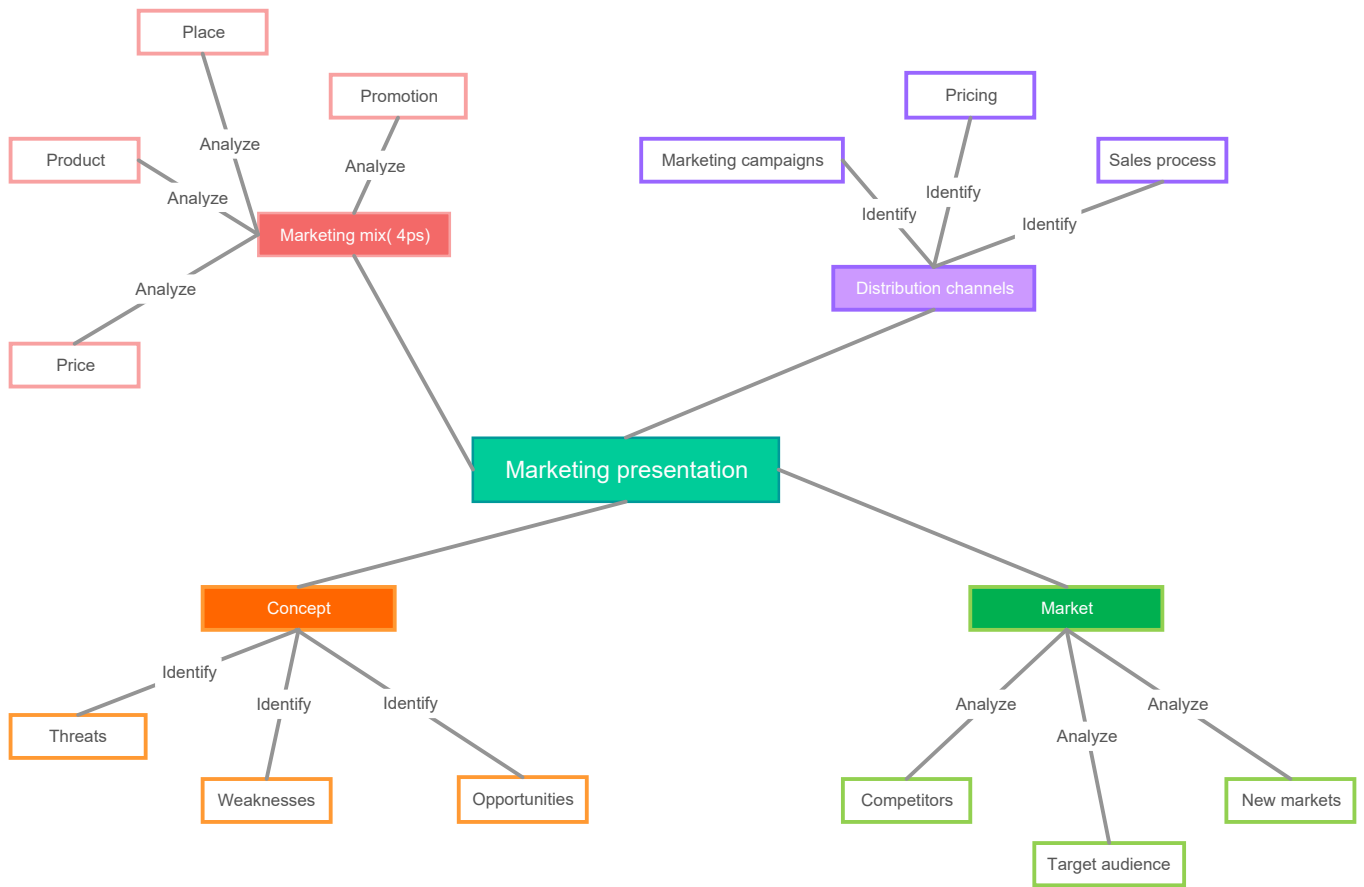 Place
Promotion
Pricing
Analyze
Product
Analyze
Marketing campaigns
Sales process
Analyze
Identify
Identify
Identify
Marketing mix( 4ps)
Analyze
Distribution channels
Price
Marketing presentation
Concept
Market
Identify
Identify
Identify
Analyze
Analyze
Analyze
Threats
Weaknesses
Opportunities
Competitors
New markets
Target audience